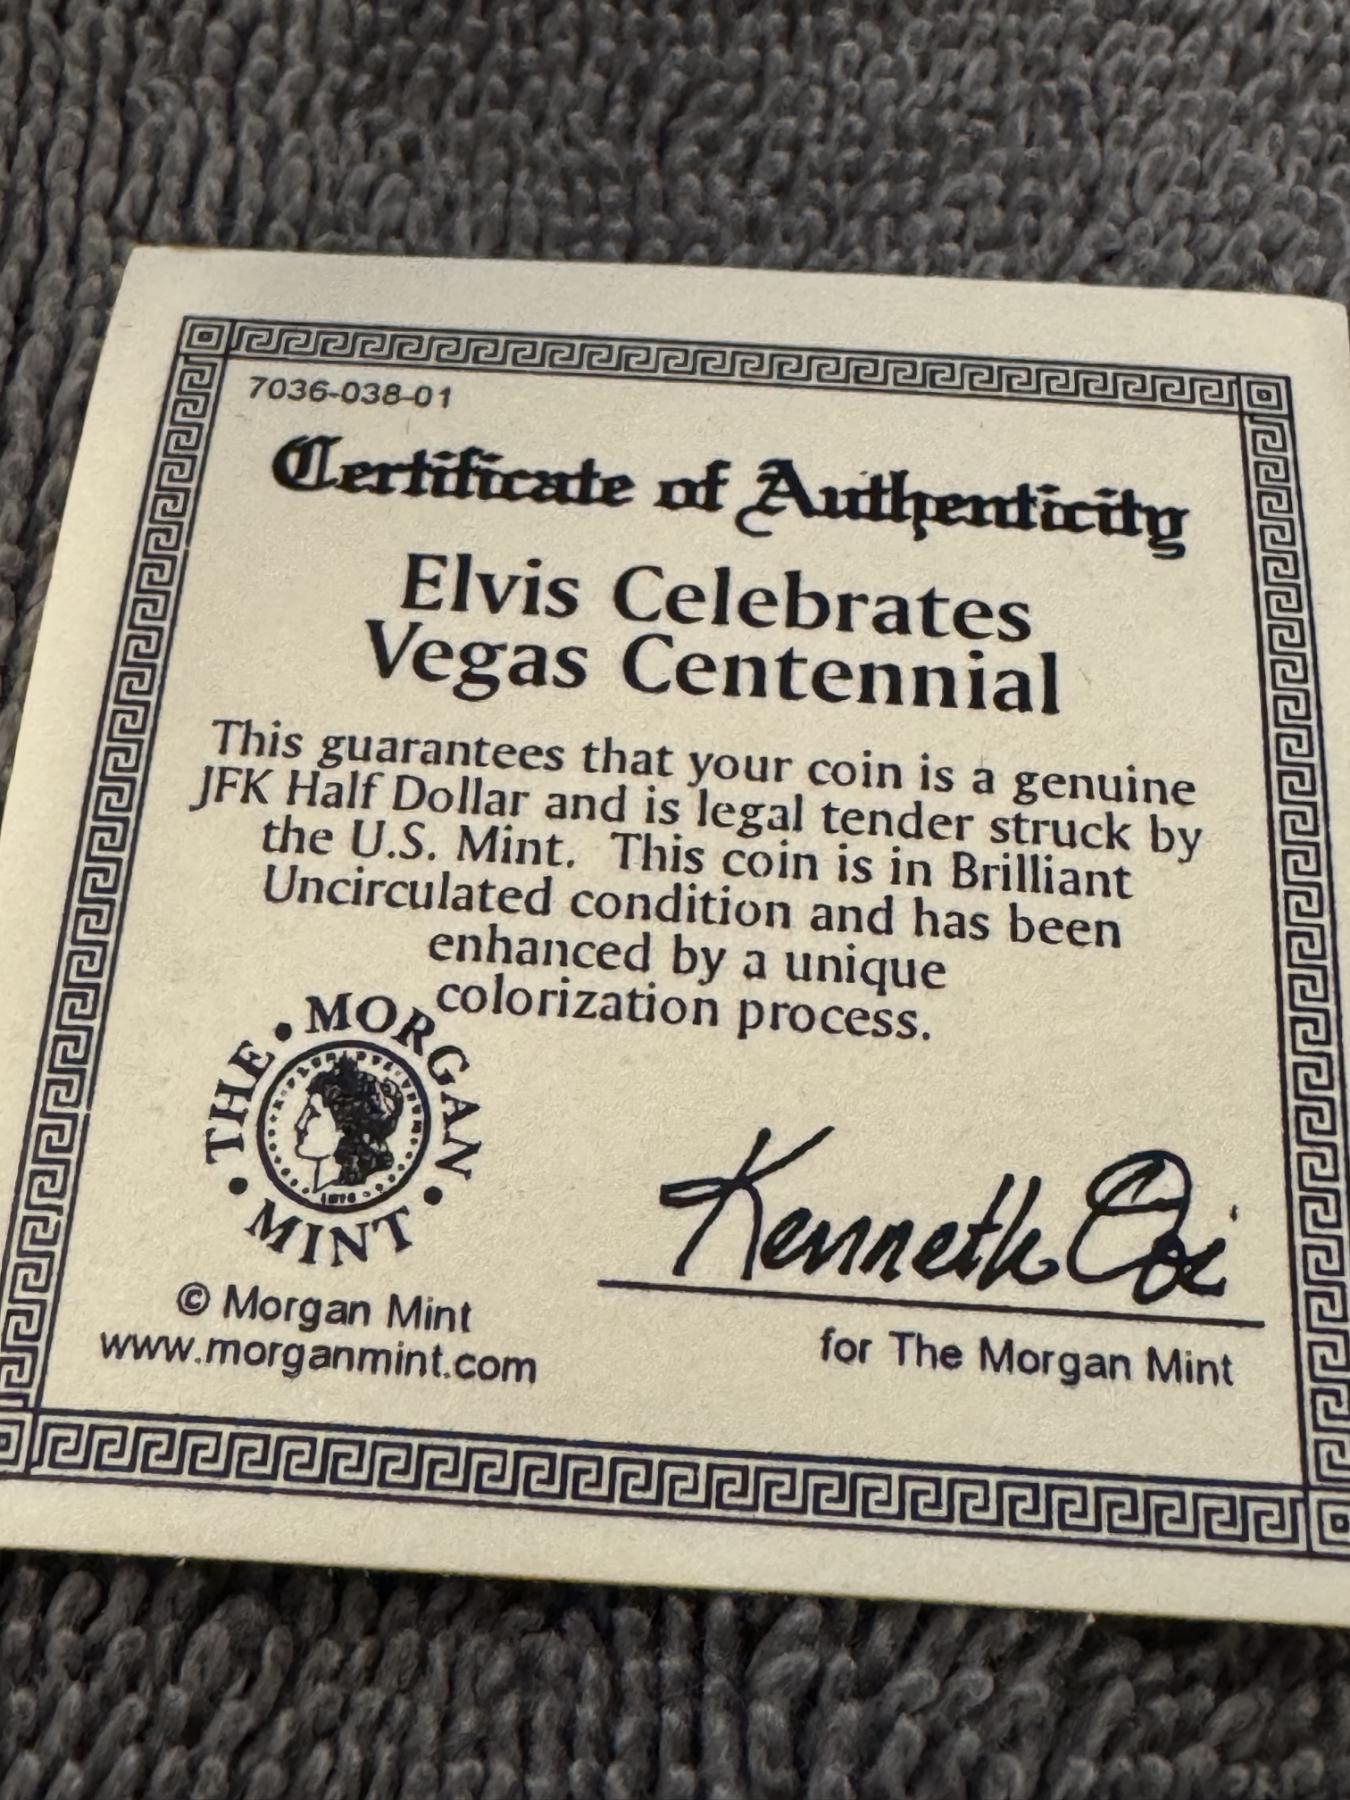 7036-038-01
Certificate of Authenticity
Elvis Celebrates
Vegas Centennial
This guarantees that your coin is a genuine
JFK Half Dollar and is legal tender struck by
the U.S. Mint. This coin is in Brilliant
Uncirculated condition and has been
enhanced by a unique
colorization process.
• THE • MORGAN • MINT
Kenneth
© Morgan Mint
www.morganmint.com
for The Morgan Mint